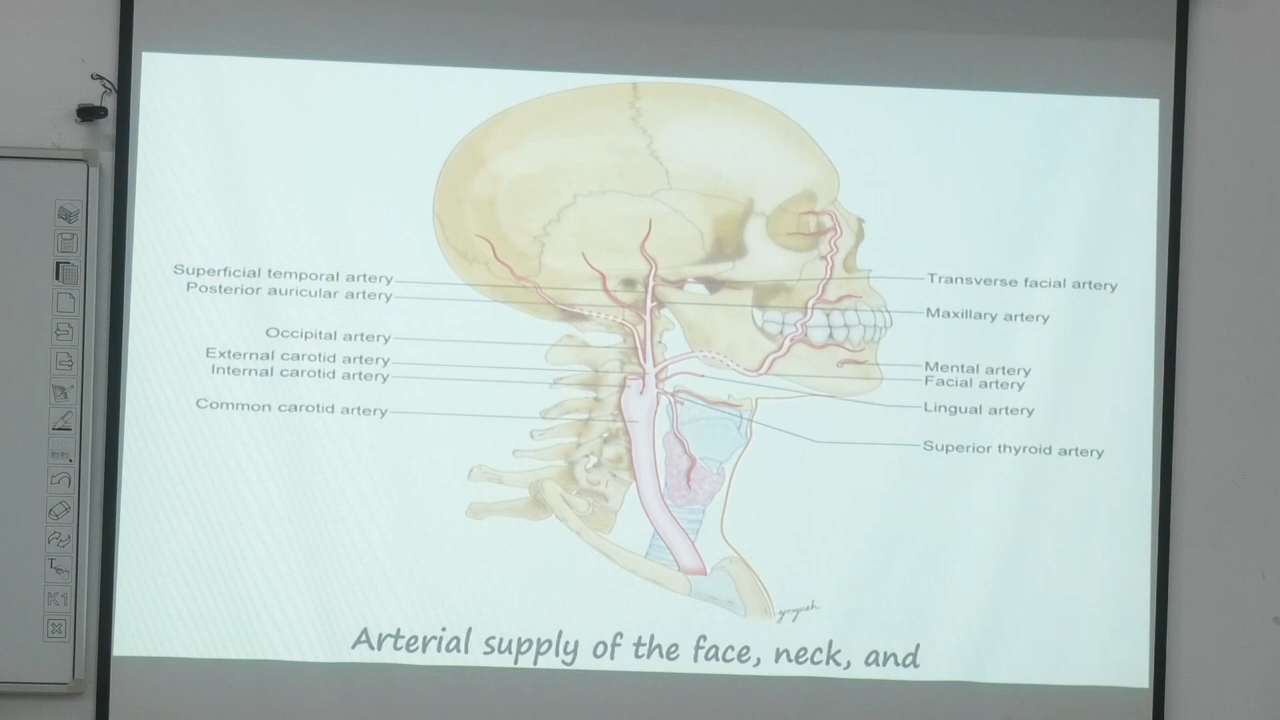 Superficial temporal artery
Posterior auricular artery
Occipital artery
External carotid artery
Internal carotid artery
Common carotid artery
Transverse facial artery
Maxillary artery
Mental artery
Facial artery
Lingual artery
Superior thyroid artery
Arterial supply of the face, neck, and
K1